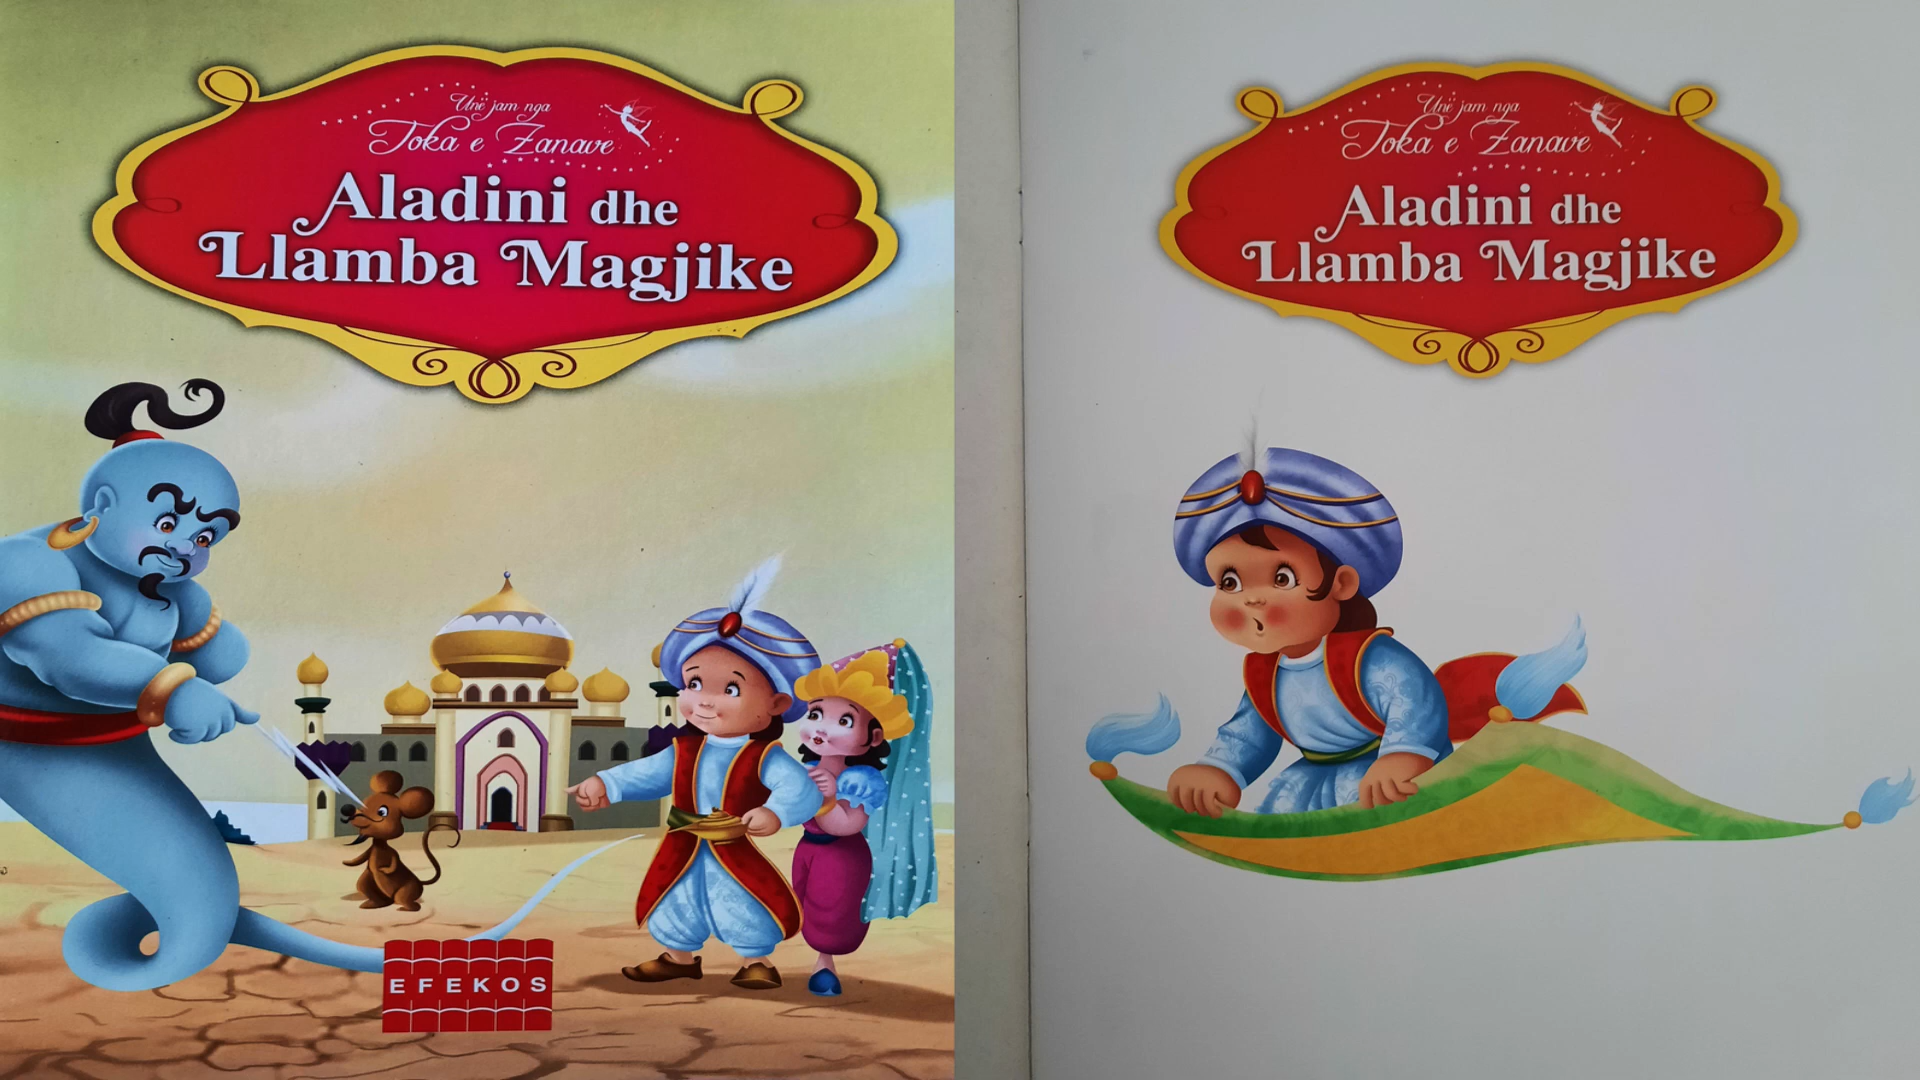 Unë jam nga
Toka e Zanave
Aladini dhe
Llamba Magjike
EFEKOS
Unë jam nga
Toka e Zanave
Aladini dhe
Llamba Magjike